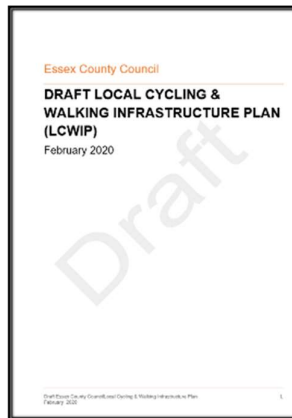 Essex County Council
DRAFT LOCAL CYCLING &
WALKING INFRASTRUCTURE PLAN
(LCWIP)
February 2020
Draft
Draft Essex County Council Local Cycling & Walking Infrastructure Plan
February 2020
1